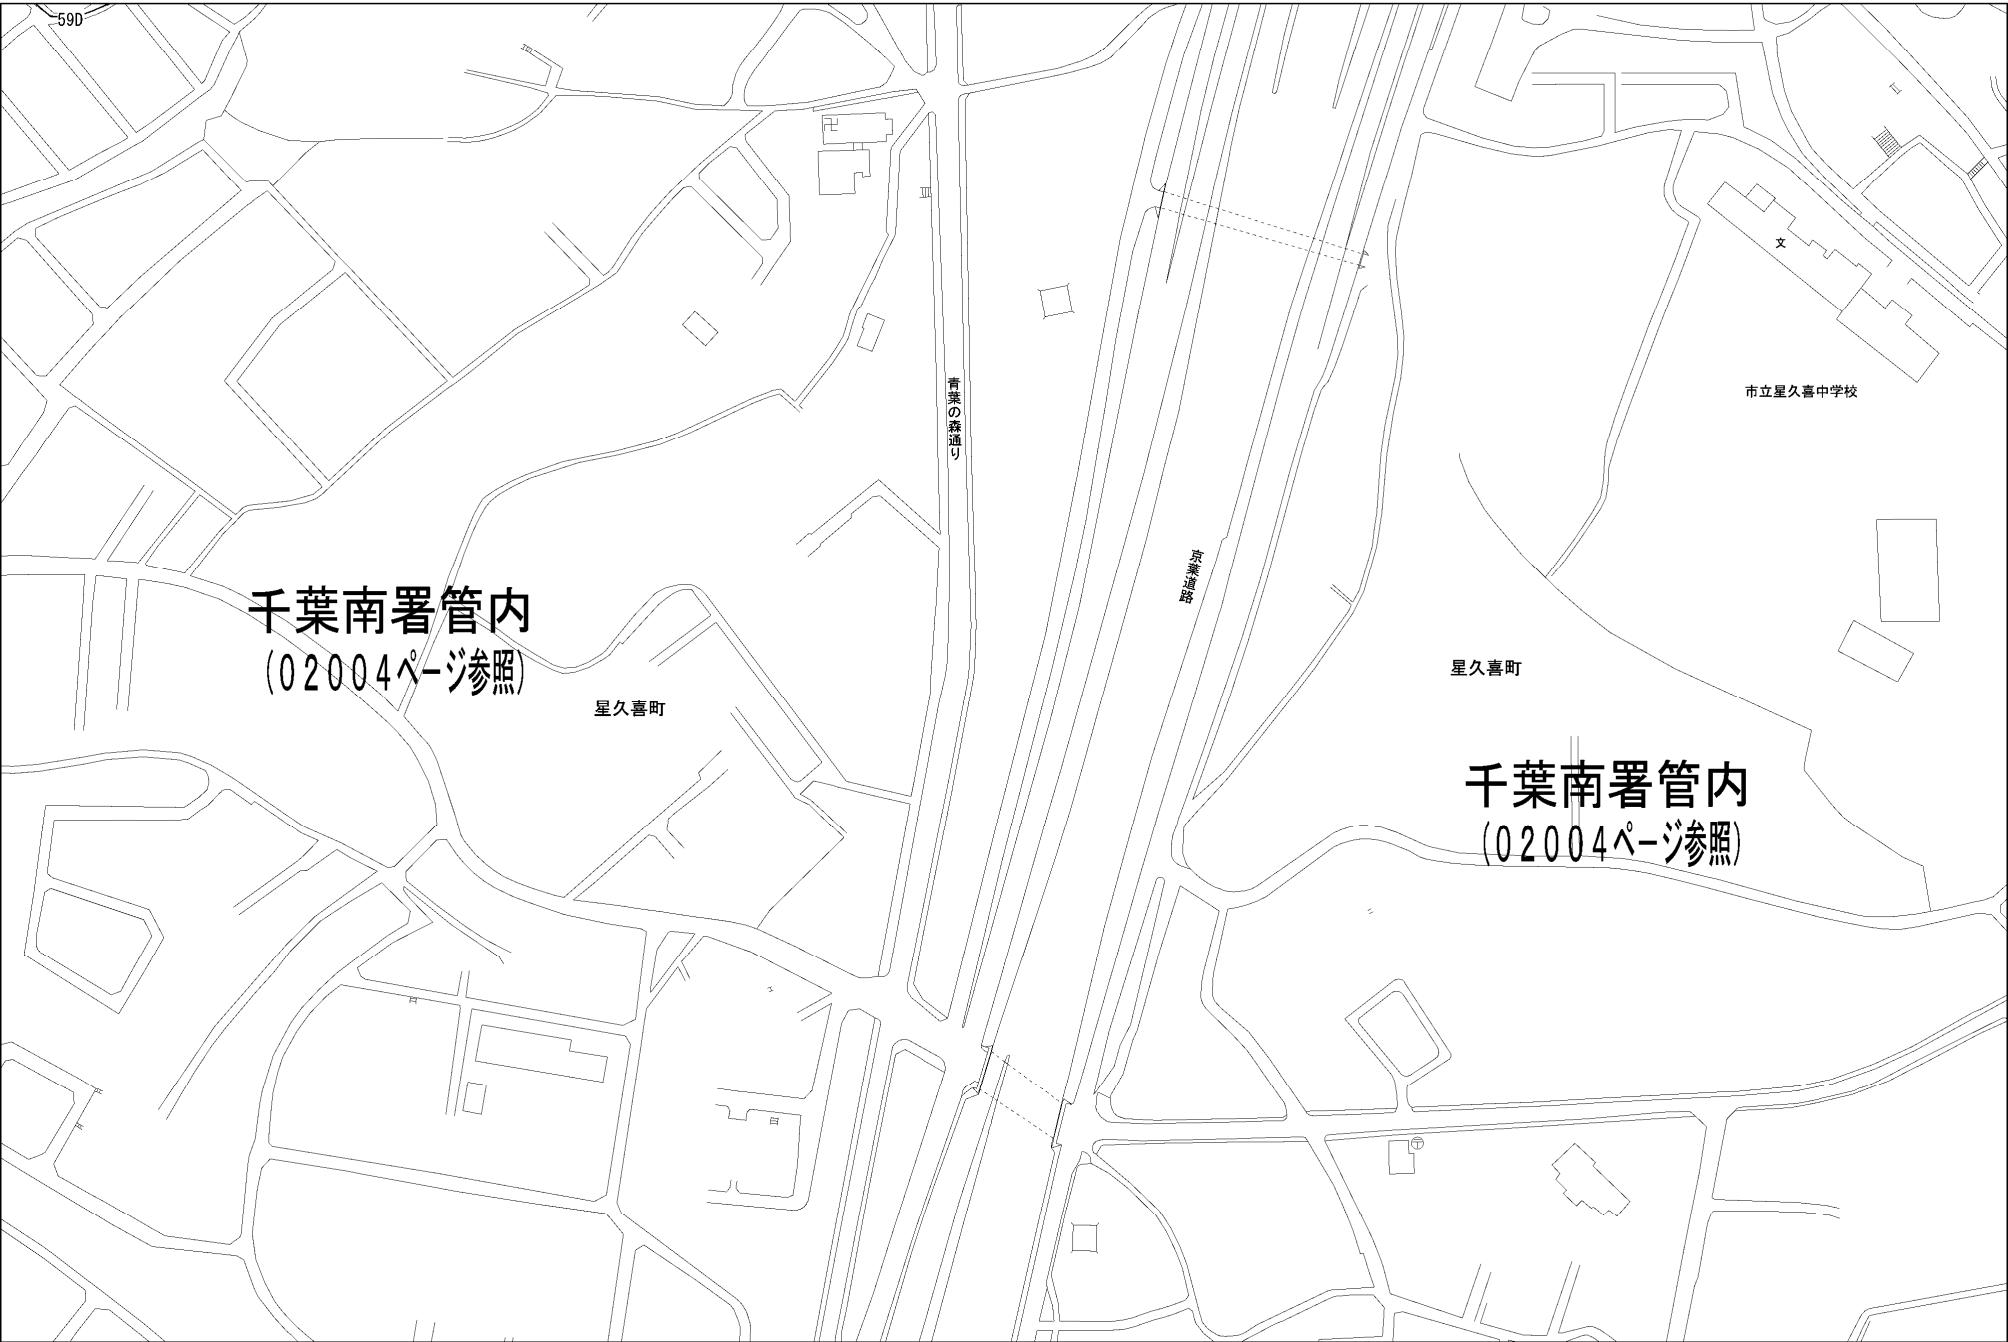 59D
文
市立星久喜中学校
青葉の森通り
京葉道路
千葉南署管内
(02004ページ参照)
星久喜町
星久喜町
千葉南署管内
(02004ページ参照)